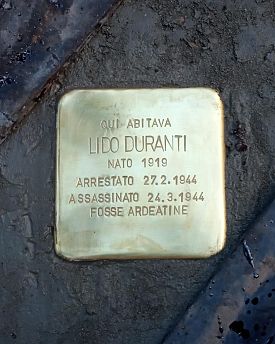 QUI ABITAVA
LIDO DURANTI
NATO 1919
ARRESTATO 27.2.1944
ASSASSINATO 24.3.1944
FOSSE ARDEATINE